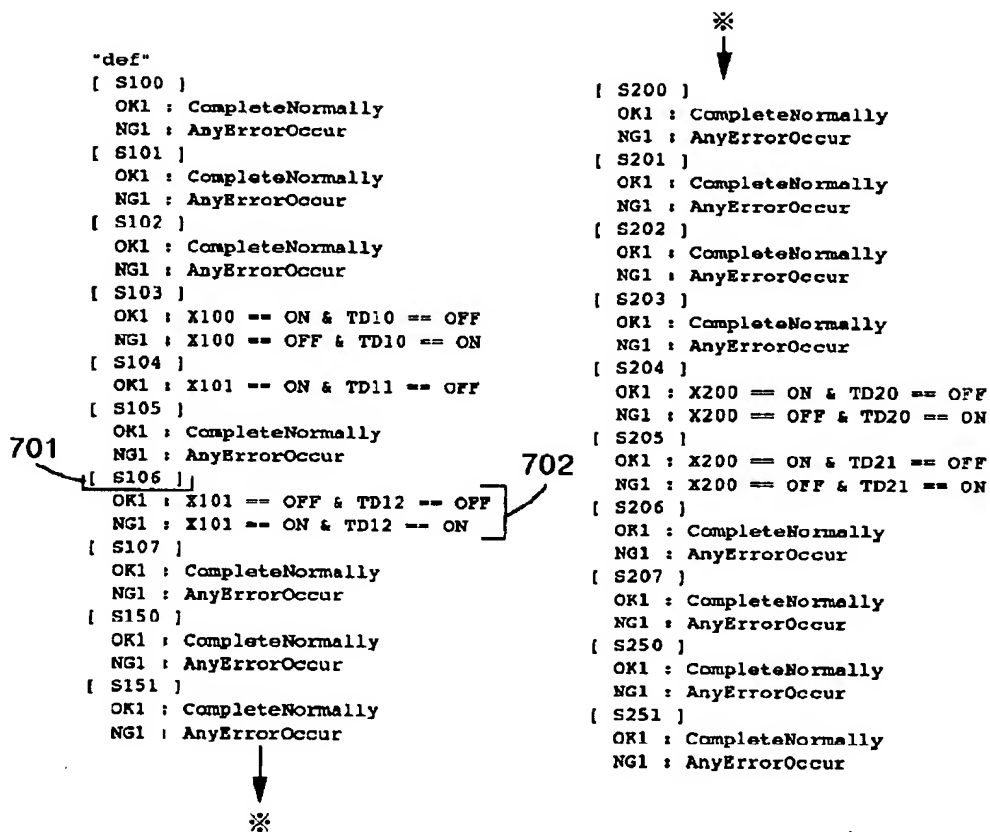 "def"
[ S100 ]
OK1 : CompleteNormally
NG1 : AnyErrorOccur
[ S101 ]
OK1 : CompleteNormally
NG1 : AnyErrorOccur
[ S102 ]
OK1 : CompleteNormally
NG1 : AnyErrorOccur
[ S103 ]
OK1 : X100 == ON & TD10 == OFF
NG1 : X100 == OFF & TD10 == ON
[ S104 ]
OK1 : X101 == ON & TD11 == OFF
[ S105 ]
OK1 : CompleteNormally
NG1 : AnyErrorOccur
701
[ S106 ]
702
OK1 : X101 == OFF & TD12 == OFF
NG1 : X101 == ON & TD12 == ON
[ S107 ]
OK1 : CompleteNormally
NG1 : AnyErrorOccur
[ S150 ]
OK1 : CompleteNormally
NG1 : AnyErrorOccur
[ S151 ]
OK1 : CompleteNormally
NG1 : AnyErrorOccur
※
※
[ S200 ]
OK1 : CompleteNormally
NG1 : AnyErrorOccur
[ S201 ]
OK1 : CompleteNormally
NG1 : AnyErrorOccur
[ S202 ]
OK1 : CompleteNormally
NG1 : AnyErrorOccur
[ S203 ]
OK1 : CompleteNormally
NG1 : AnyErrorOccur
[ S204 ]
OK1 : X200 == ON & TD20 == OFF
NG1 : X200 == OFF & TD20 == ON
[ S205 ]
OK1 : X200 == ON & TD21 == OFF
NG1 : X200 == OFF & TD21 == ON
[ S206 ]
OK1 : CompleteNormally
NG1 : AnyErrorOccur
[ S207 ]
OK1 : CompleteNormally
NG1 : AnyErrorOccur
[ S250 ]
OK1 : CompleteNormally
NG1 : AnyErrorOccur
[ S251 ]
OK1 : CompleteNormally
NG1 : AnyErrorOccur